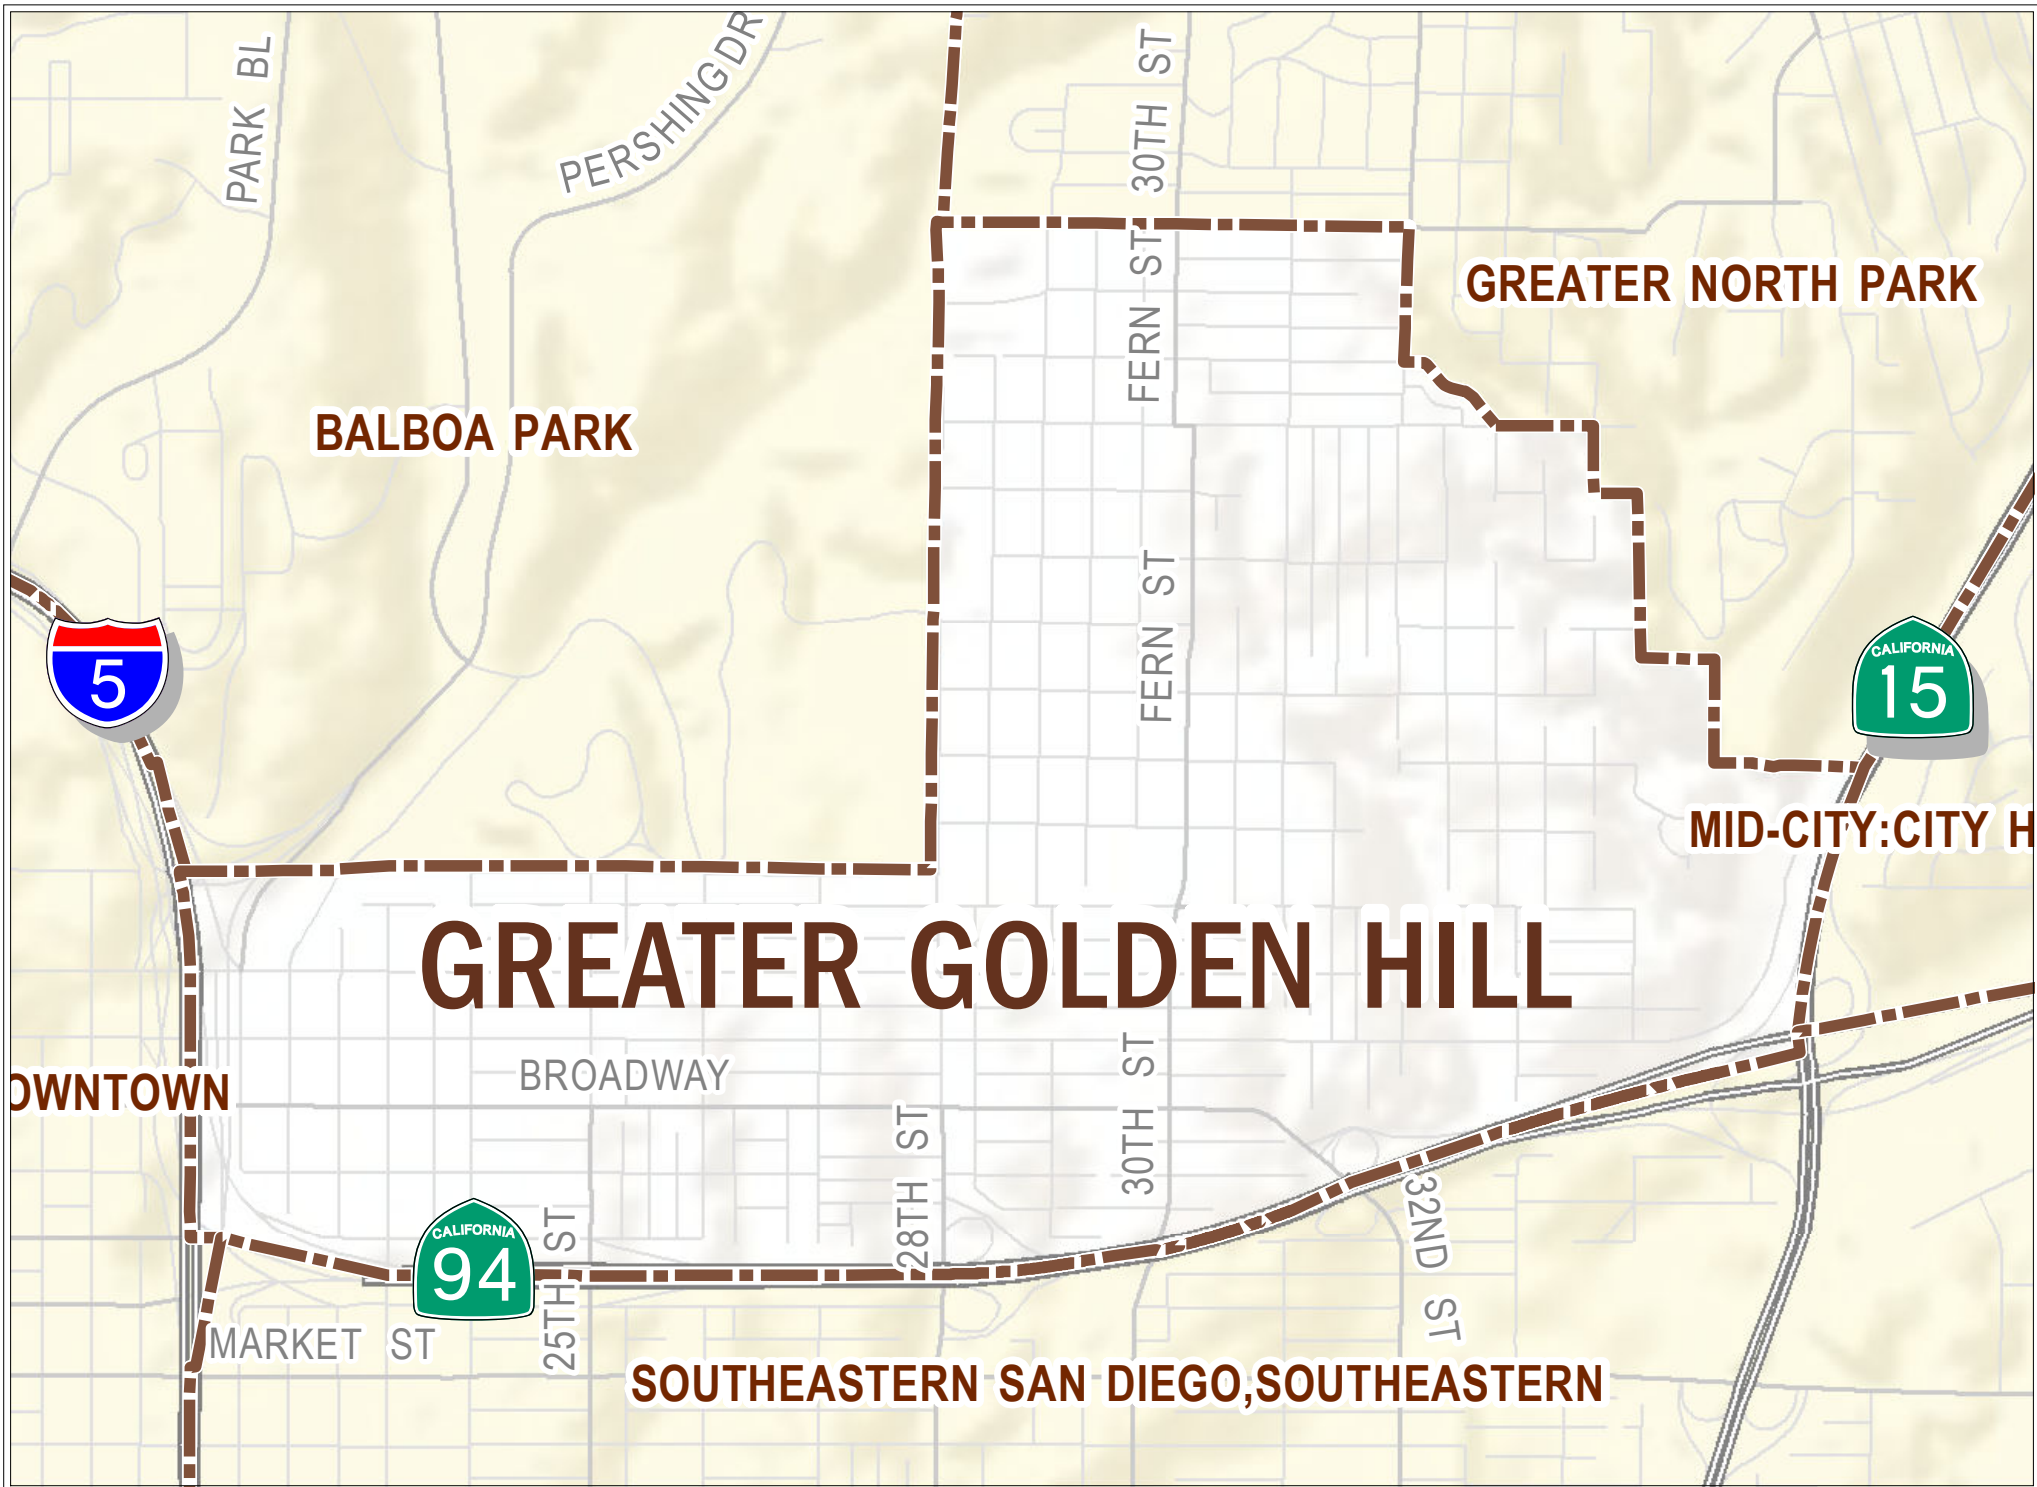 PARK BL
PERSHING DR
30TH ST
FERN ST
GREATER NORTH PARK
BALBOA PARK
FERN ST
5
CALIFORNIA
15
MID-CITY:CITY H
GREATER GOLDEN HILL
BROADWAY
OWNTOWN
28TH ST
30TH ST
32ND ST
CALIFORNIA
94
25TH ST
MARKET ST
SOUTHEASTERN SAN DIEGO,SOUTHEASTERN